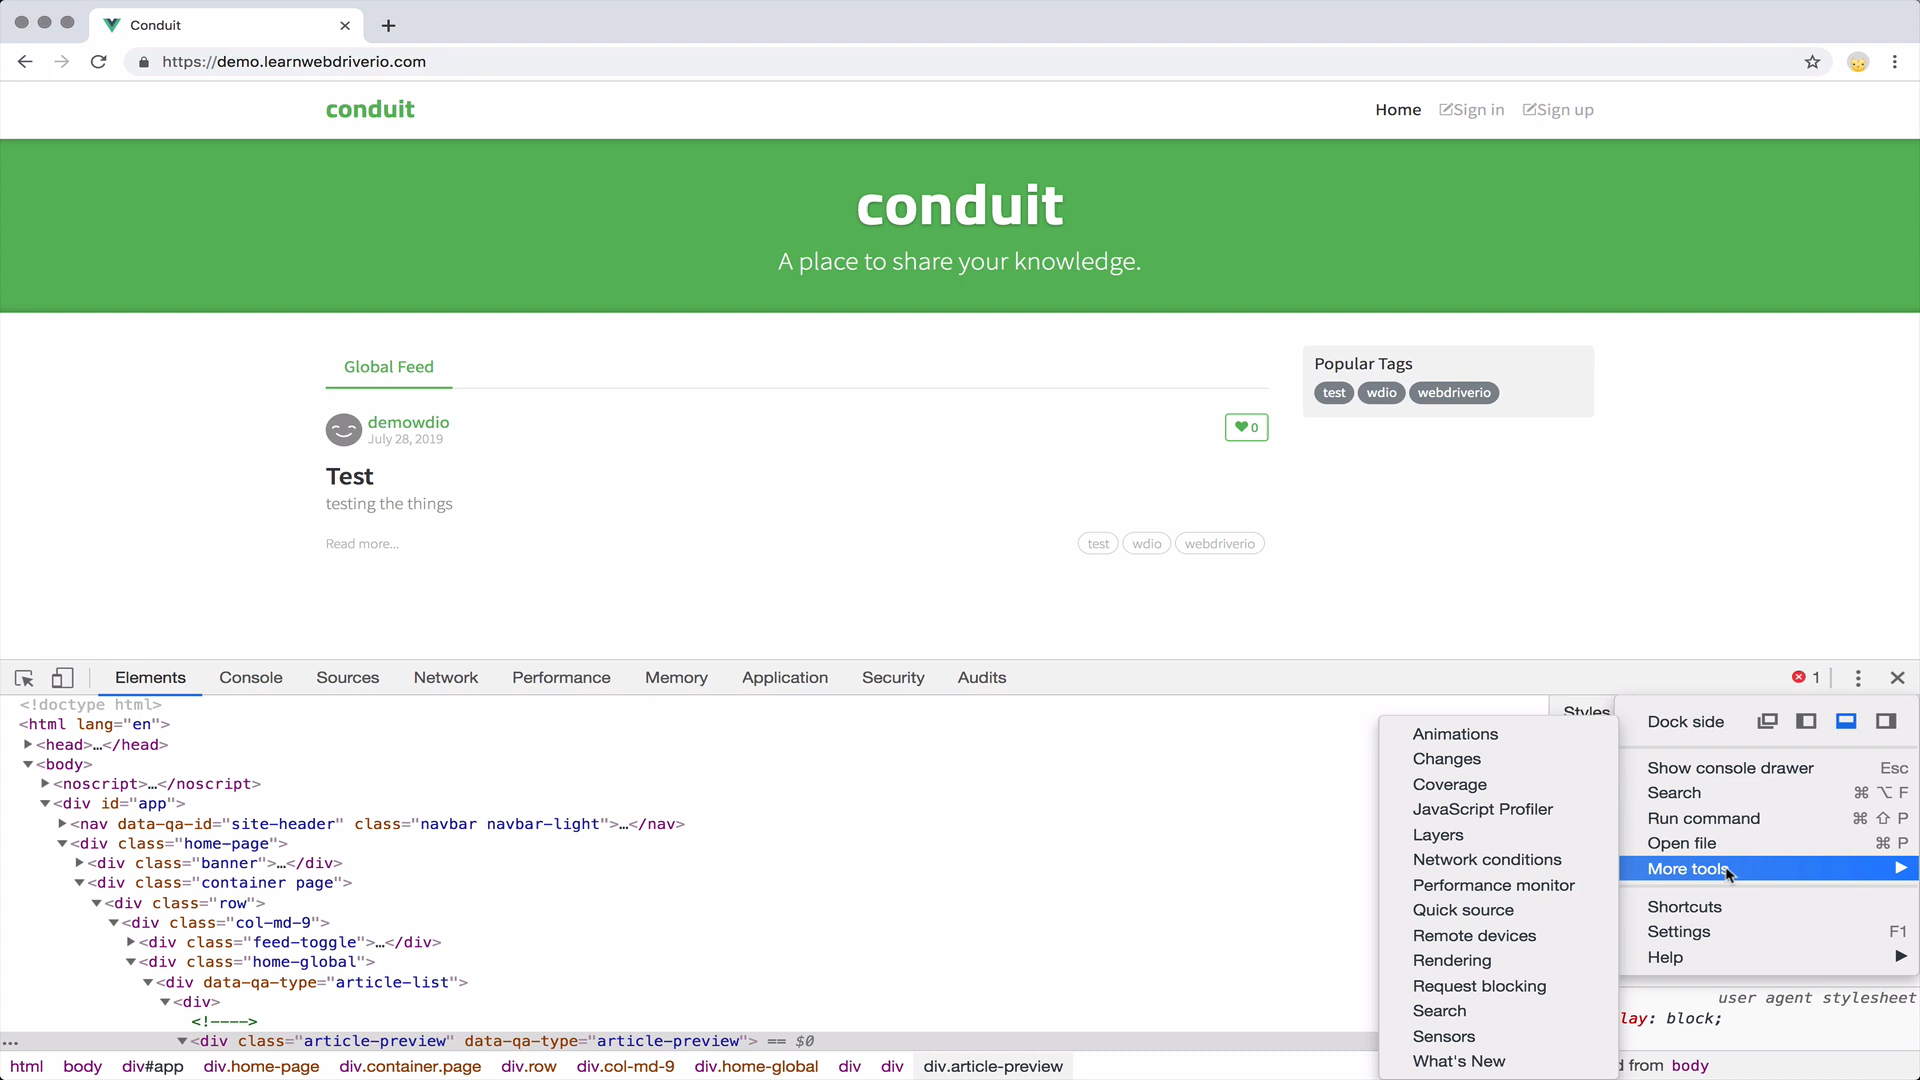 Conduit
https://demo.learnwebdriverio.com
conduit
Home Sign in Sign up
conduit
A place to share your knowledge.
Global Feed
Popular Tags
test wdio webdriverio
demowdio
July 28, 2019
0
Test
testing the things
Read more...
test wdio webdriverio
Elements Console Sources Network Performance Memory Application Security Audits 1
<!doctype html>
<html lang="en">
<head>…</head>
<body>
<noscript>…</noscript>
<div id="app">
<nav data-qa-id="site-header" class="navbar navbar-light">…</nav>
<div class="home-page">
<div class="banner">…</div>
<div class="container page">
<div class="row">
<div class="col-md-9">
<div class="feed-toggle">…</div>
<div class="home-global">
<div data-qa-type="article-list">
<div>
<!---->
<div class="article-preview" data-qa-type="article-preview"> == $0
html body div#app div.home-page div.container.page div.row div.col-md-9 div.home-global div div div.article-preview
Styles
Animations
Changes
Coverage
JavaScript Profiler
Layers
Network conditions
Performance monitor
Quick source
Remote devices
Rendering
Request blocking
Search
Sensors
What's New
Dock side
Show console drawer Esc
Search ⌘ ⌥ F
Run command ⌘ ⇧ P
Open file ⌘ P
More tools
Shortcuts
Settings F1
Help
user agent stylesheet
lay: block;
d from body